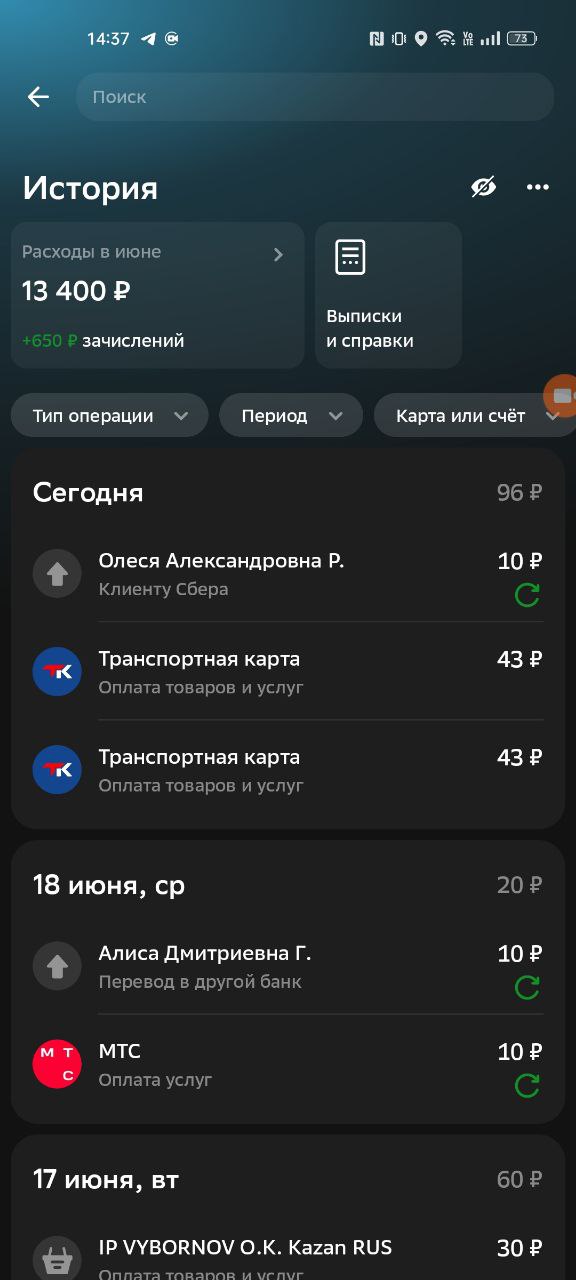 14:37
Vo
LTE
73
Поиск
История
Расходы в июне
13 400 ₽
+650 ₽ зачислений
Выписки
и справки
Тип операции
Период
Карта или счёт
Сегодня
96 ₽
Олеся Александровна Р.
10 ₽
Клиенту Сбера
ТК
Транспортная карта
43 ₽
Оплата товаров и услуг
ТК
Транспортная карта
43 ₽
Оплата товаров и услуг
18 июня, ср
20 ₽
Алиса Дмитриевна Г.
10 ₽
Перевод в другой банк
М Т
С
МТС
10 ₽
Оплата услуг
17 июня, вт
60 ₽
IP VYBORNOV O.K. Kazan RUS
30 ₽
Оплата товаров и услуг